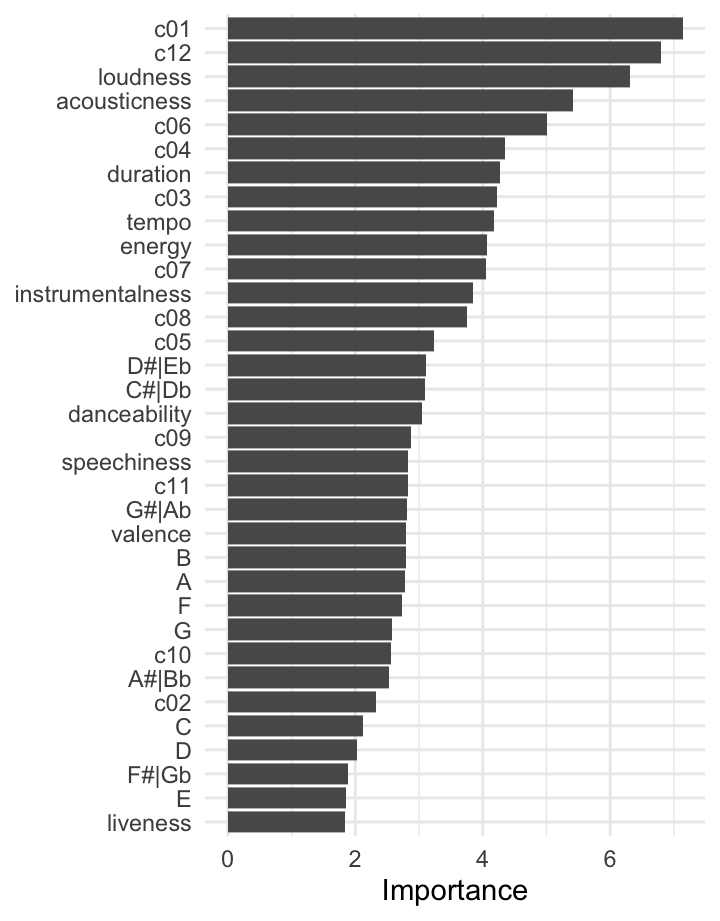 c01
c12
loudness
acousticness
c06
c04
duration
c03
tempo
energy
c07
instrumentalness
c08
c05
D#|Eb
C#|Db
danceability
c09
speechiness
c11
G#|Ab
valence
B
A
F
G
c10
A#|Bb
c02
C
D
F#|Gb
E
liveness
0 2 4 6
Importance